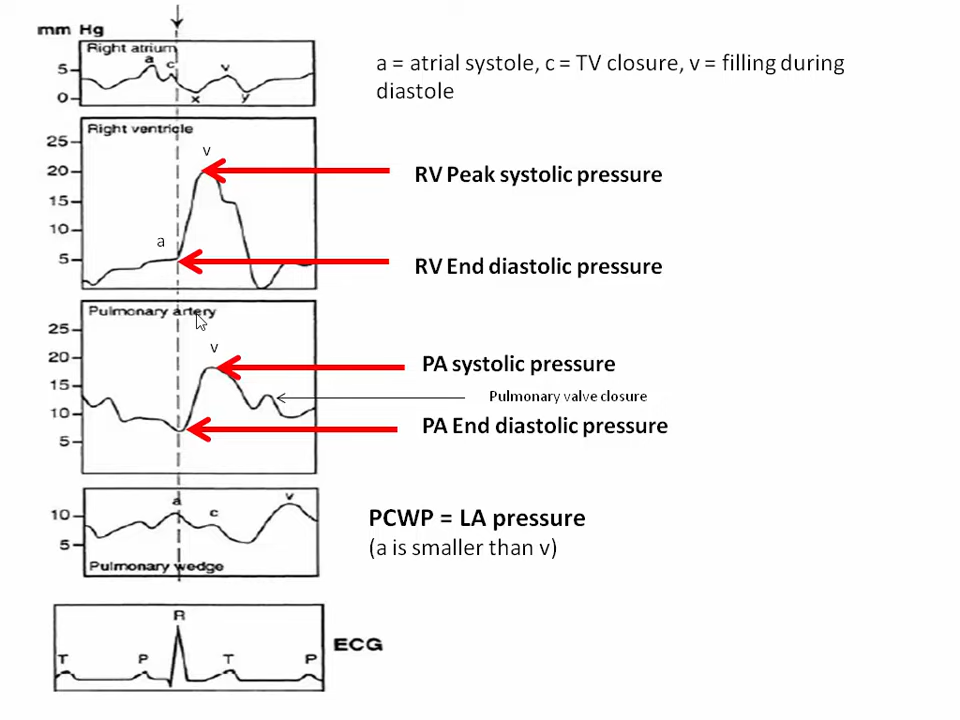 mm Hg
Right atrium
a
c
v
5
0
x
y
a = atrial systole, c = TV closure, v = filling during
diastole
Right ventricle
25
20
15
10
5
v
a
RV Peak systolic pressure
RV End diastolic pressure
Pulmonary artery
25
20
15
10
5
v
PA systolic pressure
Pulmonary valve closure
PA End diastolic pressure
10
5
a
c
v
Pulmonary wedge
PCWP = LA pressure
(a is smaller than v)
R
T
P
T
P
ECG